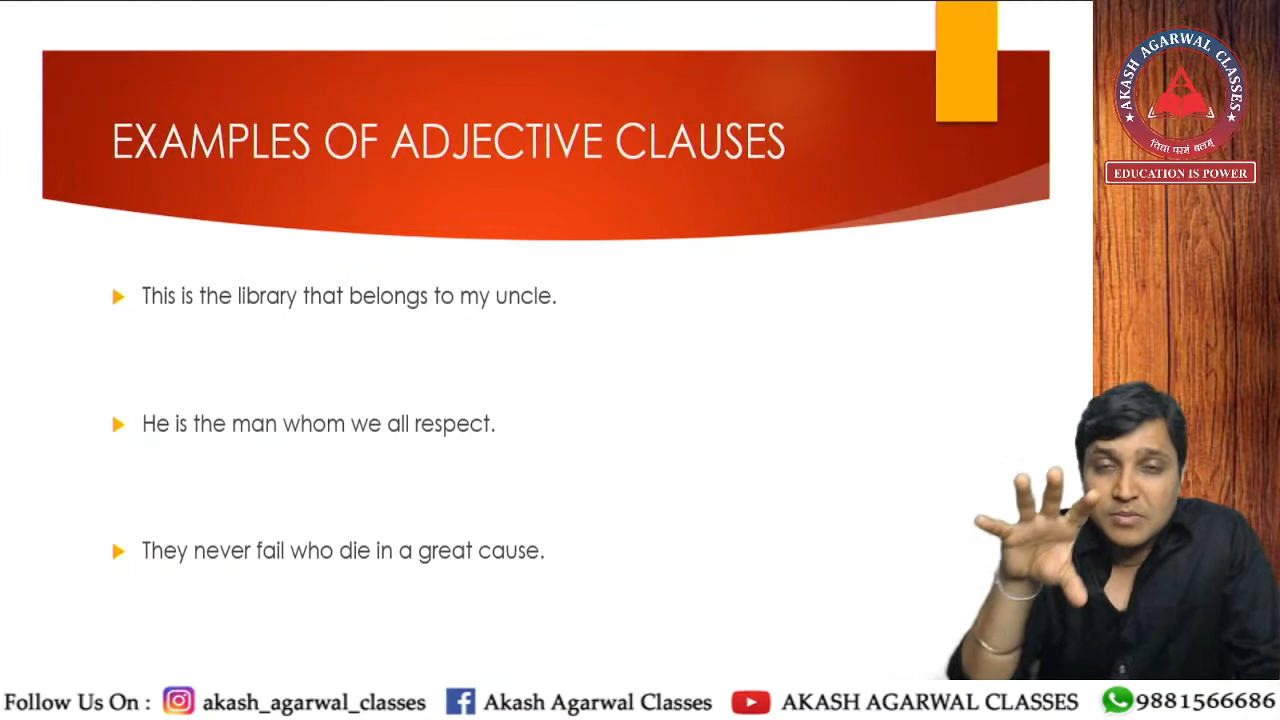 EXAMPLES OF ADJECTIVE CLAUSES
AKASH AGARWAL CLASSES
विद्या परमं बलम्
EDUCATION IS POWER
This is the library that belongs to my uncle.
He is the man whom we all respect.
They never fail who die in a great cause.
Follow Us On : akash_agarwal_classes Akash Agarwal Classes AKASH AGARWAL CLASSES 9881566686